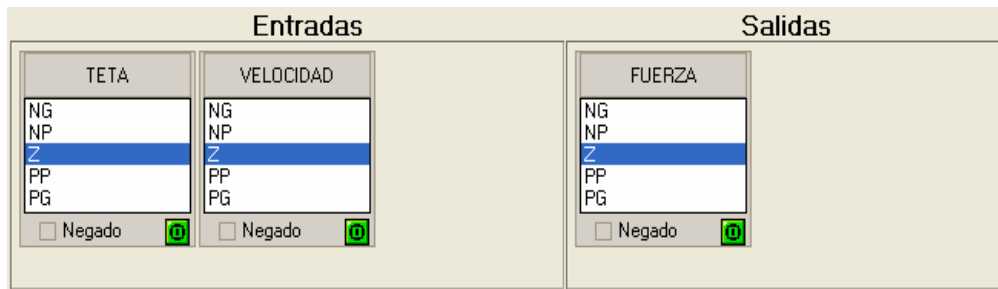 Entradas
Salidas
TETA
VELOCIDAD
FUERZA
NG
NP
Z
PP
PG
NG
NP
Z
PP
PG
NG
NP
Z
PP
PG
Negado
Negado
Negado